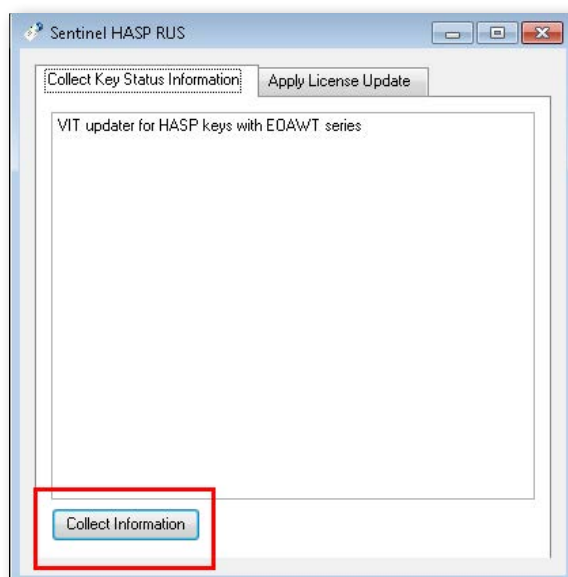 Sentinel HASP RUS
Collect Key Status Information
Apply License Update
VIT updater for HASP keys with EOAWT series
Collect Information